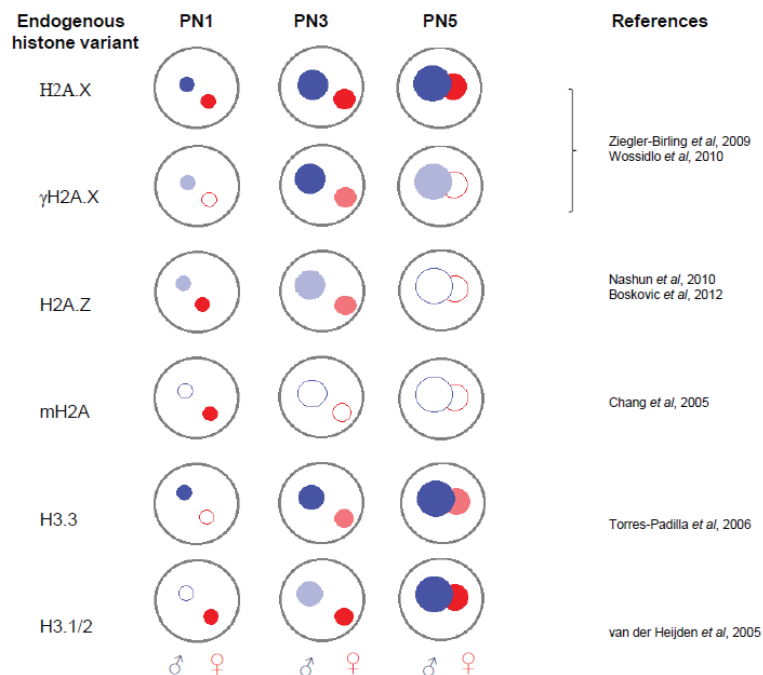 Endogenous histone variant PN1 PN3 PN5 References
H2A.X
Ziegler-Birling et al, 2009
Wossidlo et al, 2010
γH2A.X
H2A.Z
Nashun et al, 2010
Boskovic et al, 2012
mH2A
Chang et al, 2005
H3.3
Torres-Padilla et al, 2006
H3.1/2
van der Heijden et al, 2005
♂ ♀ ♂ ♀ ♂ ♀